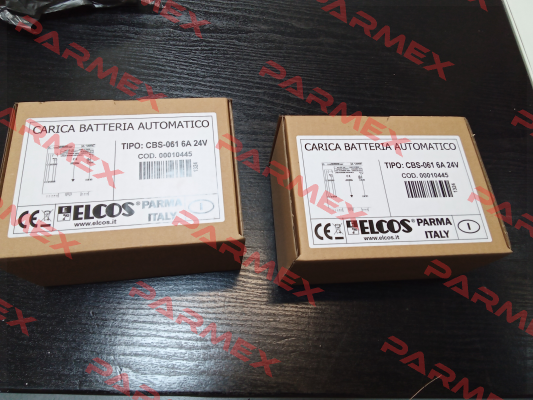 CARICA BATTERIA AUTOMATICO
TIPO: CBS-061 6A 24V
COD. 00010445
CE
ELCOS PARMA
ITALY
www.elcos.it
I
CARICA BATTERIA AUTOMATICO
TIPO: CBS-061 6A 24V
COD. 00010445
CE
ELCOS PARMA
ITALY
www.elcos.it
I
PARMEX
PARMEX
PARMEX
PARMEX
PARMEX
PARMEX
PARMEX